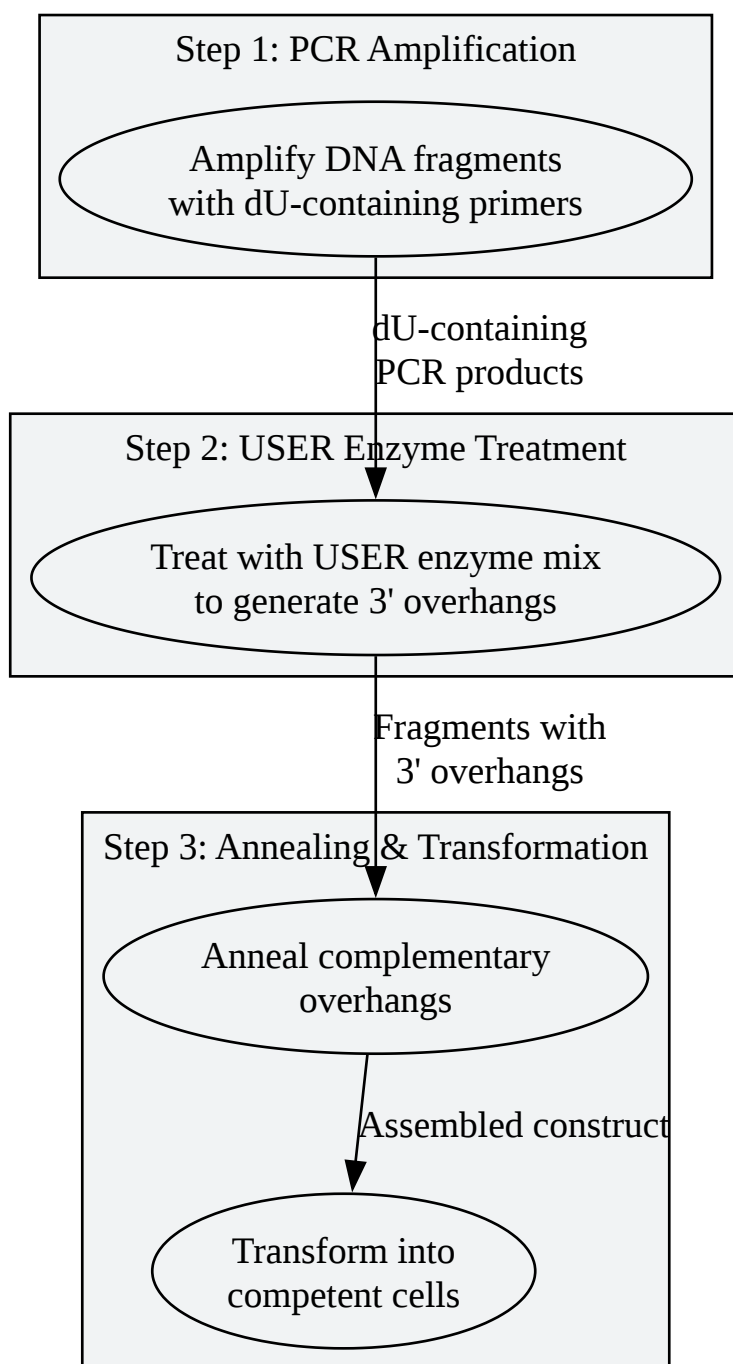 Step 1: PCR Amplification
Amplify DNA fragments
with dU-containing primers
dU-containing
PCR products
Step 2: USER Enzyme Treatment
Treat with USER enzyme mix
to generate 3' overhangs
Fragments with
3' overhangs
Step 3: Annealing & Transformation
Anneal complementary
overhangs
Assembled construct
Transform into
competent cells